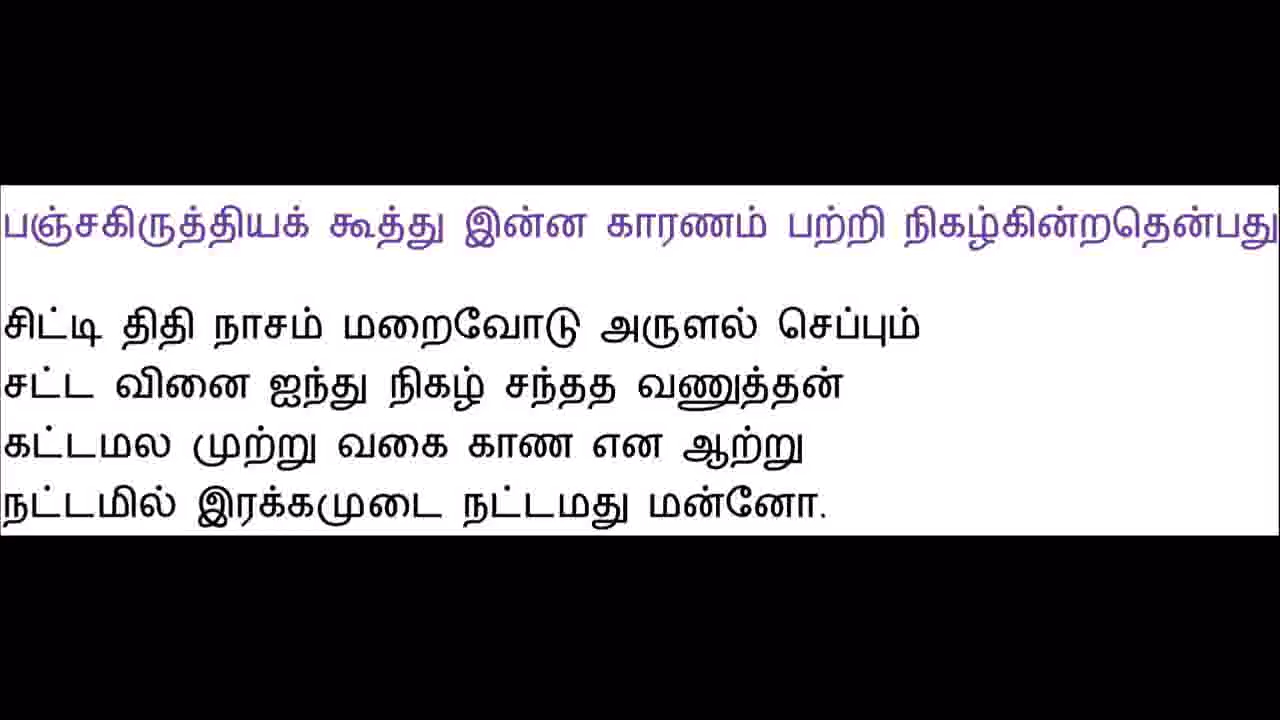 பஞ்சகிருத்தியக் கூத்து இன்ன காரணம் பற்றி நிகழ்கின்றதென்பது
சிட்டி திதி நாசம் மறைவோடு அருளல் செப்பும்
சட்ட வினை ஐந்து நிகழ் சந்தத வணுத்தன்
கட்டமல முற்று வகை காண என ஆற்று
நட்டமில் இரக்கமுடை நட்டமது மன்னோ.